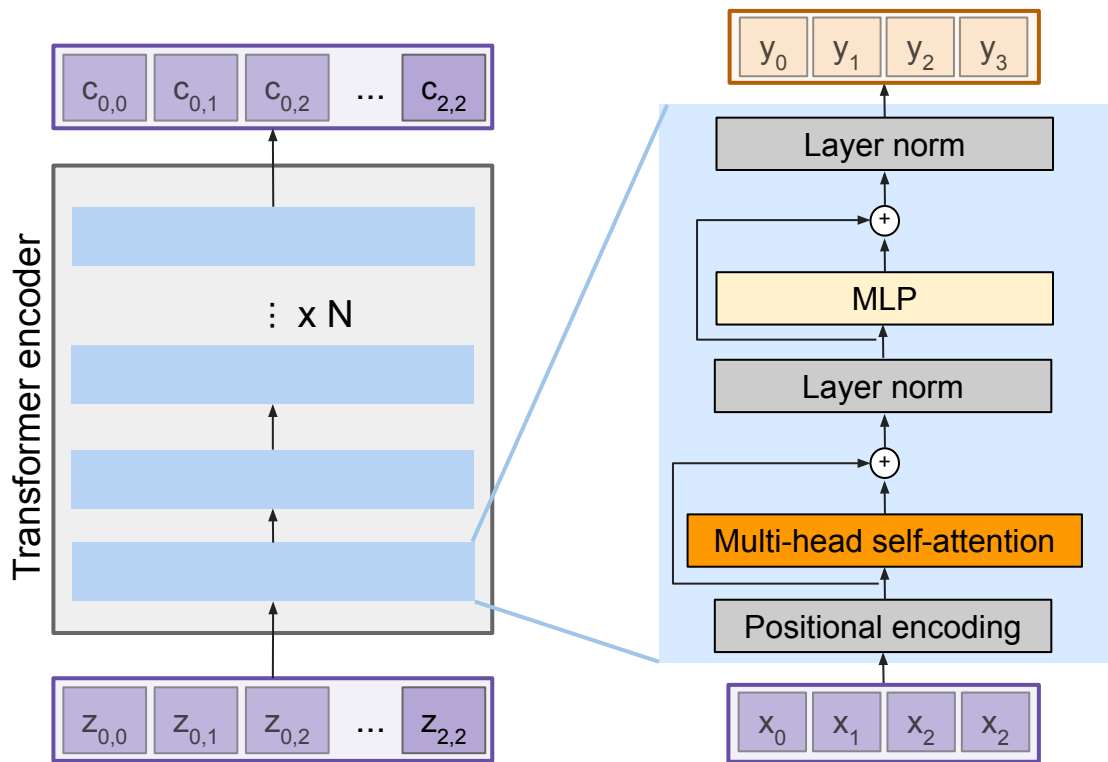 c0,0 c0,1 c0,2 ... c2,2
Transformer encoder
⋮ x N
z0,0 z0,1 z0,2 ... z2,2
y0 y1 y2 y3
Layer norm
+
MLP
Layer norm
+
Multi-head self-attention
Positional encoding
x0 x1 x2 x2